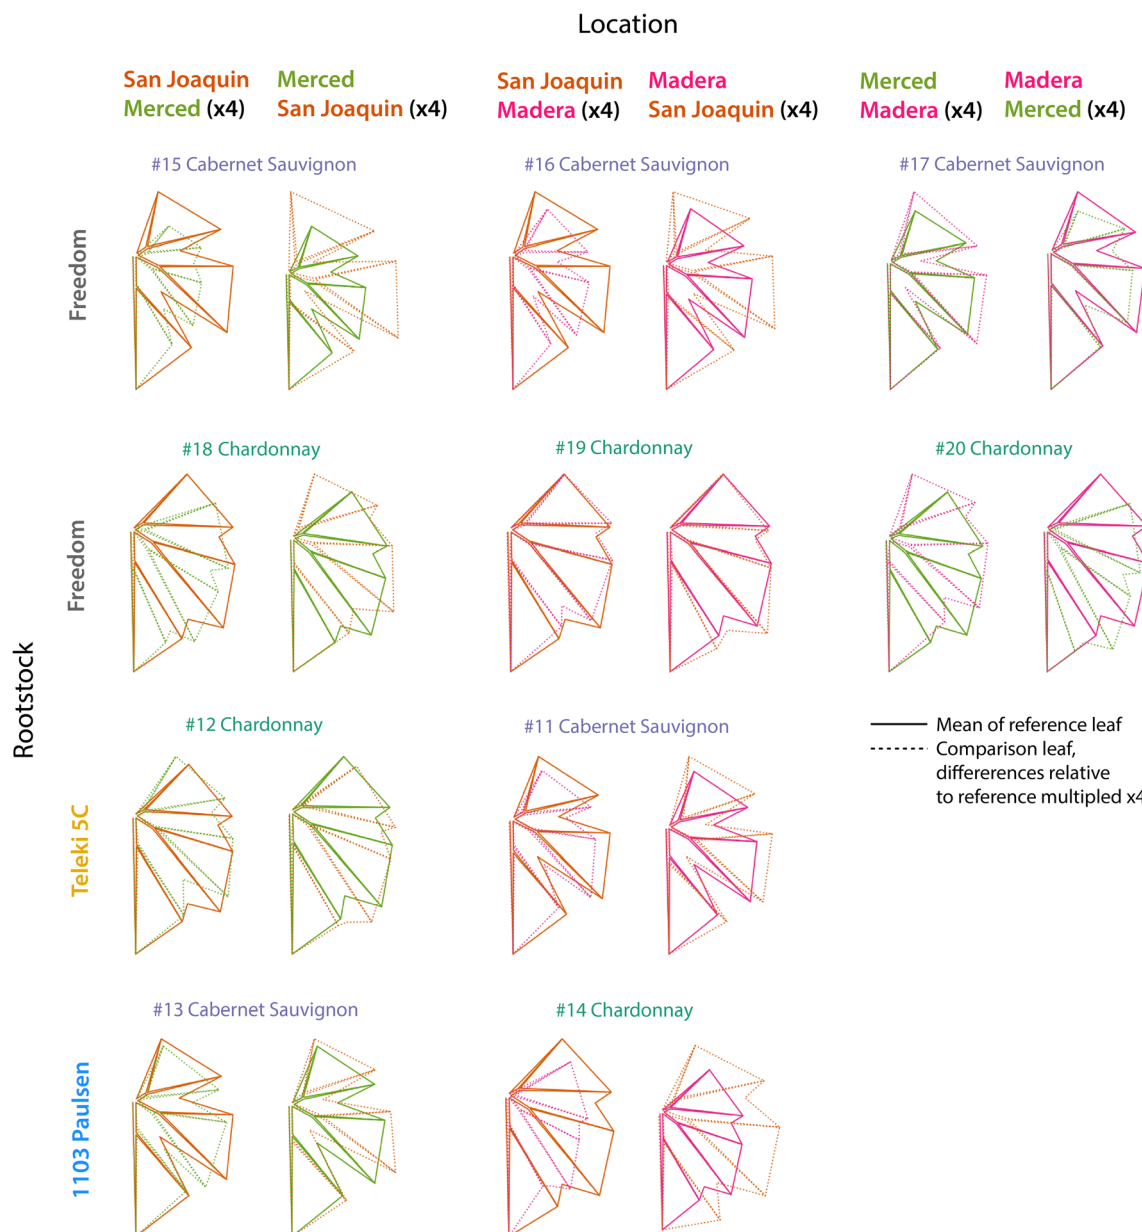 Location
San Joaquin
Merced (x4)
Merced
San Joaquin (x4)
San Joaquin
Madera (x4)
Madera
San Joaquin (x4)
Merced
Madera (x4)
Madera
Merced (x4)
#15 Cabernet Sauvignon
#16 Cabernet Sauvignon
#17 Cabernet Sauvignon
Freedom
#18 Chardonnay
#19 Chardonnay
#20 Chardonnay
Freedom
Rootstock
#12 Chardonnay
#11 Cabernet Sauvignon
Mean of reference leaf
Comparison leaf,
differerences relative
to reference multipled x4
Teleki 5C
#13 Cabernet Sauvignon
#14 Chardonnay
1103 Paulsen